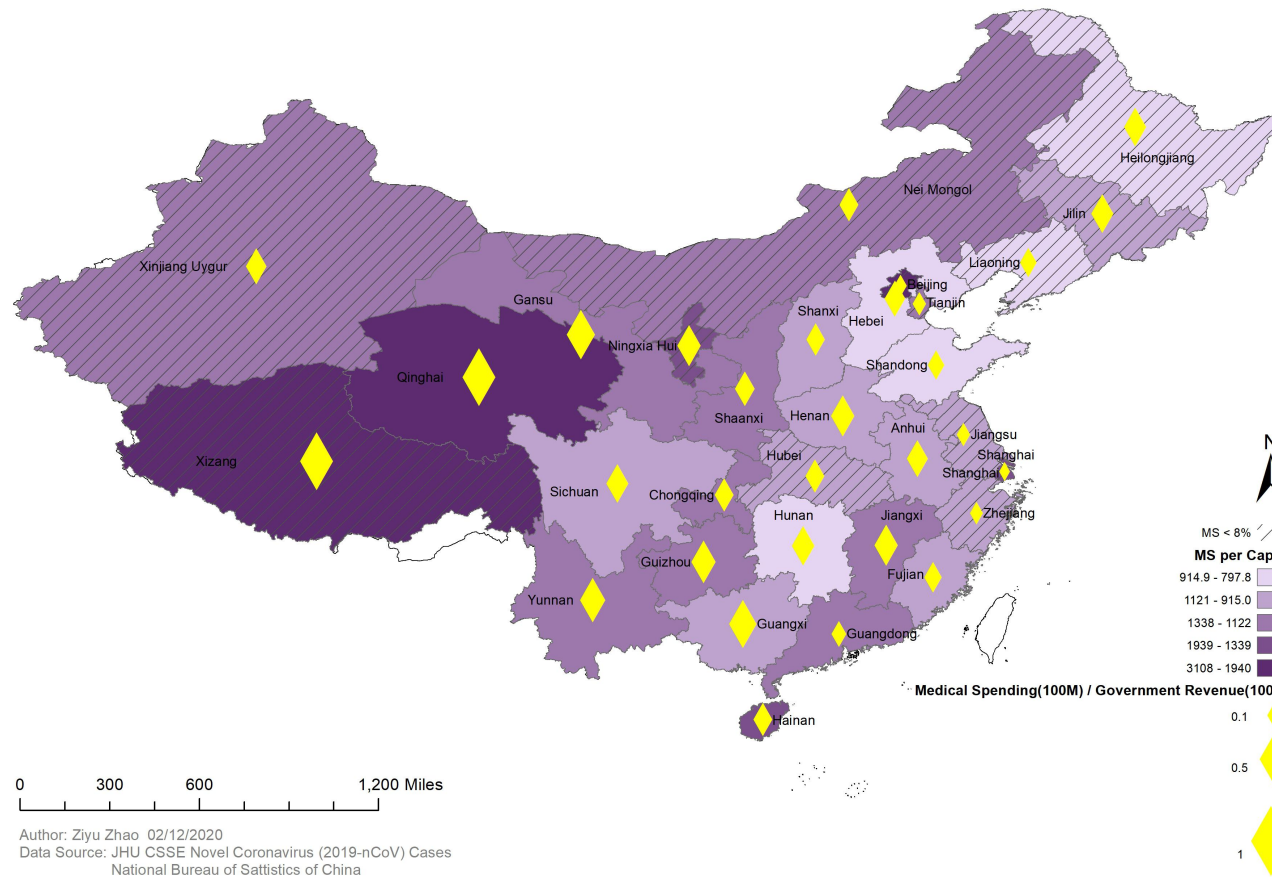 Heilongjiang
Nei Mongol
Jilin
Xinjiang Uygur
Liaoning
Beijing
Gansu
Tianjin
Shanxi
Hebei
Ningxia Hui
Shandong
Qinghai
Shaanxi
Henan
Anhui
Jiangsu
Hubei
Shanghai
Xizang
Shanghai
Sichuan
Chongqing
Hunan
Jiangxi
Zhejiang
Guizhou
Fujian
Yunnan
Guangxi
Guangdong
Hainan
N
MS < 8%
MS per Cap
914.9 - 797.8
1121 - 915.0
1338 - 1122
1939 - 1339
3108 - 1940
Medical Spending(100M) / Government Revenue(100
0.1
0.5
1
0 300 600 1,200 Miles
Author: Ziyu Zhao 02/12/2020
Data Source: JHU CSSE Novel Coronavirus (2019-nCoV) Cases
National Bureau of Sattistics of China